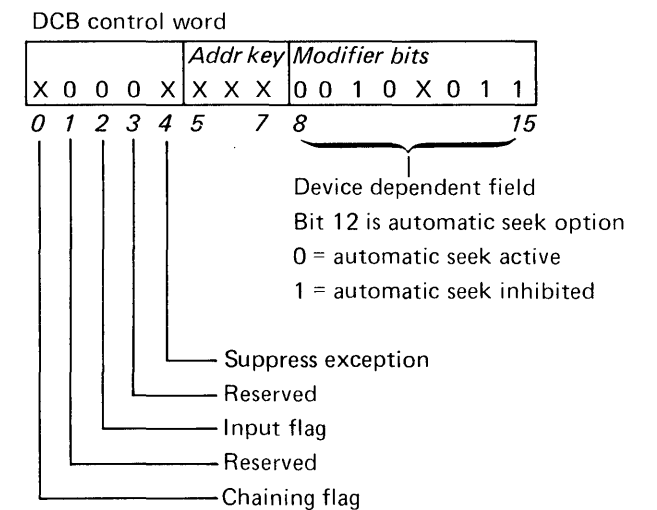 DCB control word
Addr key Modifier bits
X 0 0 0 X X X X 0 0 1 0 X 0 1 1
0 1 2 3 4 5 7 8 15
Device dependent field
Bit 12 is automatic seek option
0 = automatic seek active
1 = automatic seek inhibited
Suppress exception
Reserved
Input flag
Reserved
Chaining flag